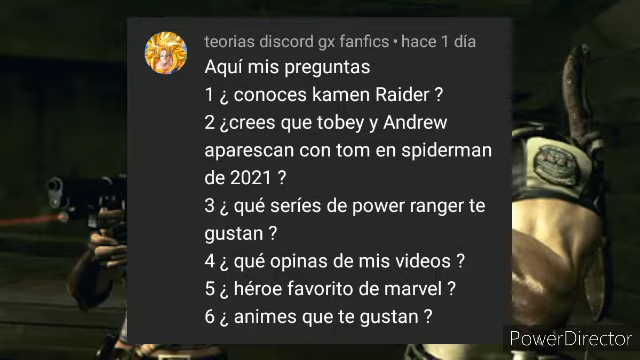 teorias discord gx fanfics • hace 1 día
Aquí mis preguntas
1 ¿ conoces kamen Raider ?
2 ¿crees que tobey y Andrew
aparescan con tom en spiderman
de 2021 ?
3 ¿ qué seríes de power ranger te
gustan ?
4 ¿ qué opinas de mis videos ?
5 ¿ héroe favorito de marvel ?
6 ¿ animes que te gustan ?
PowerDirector